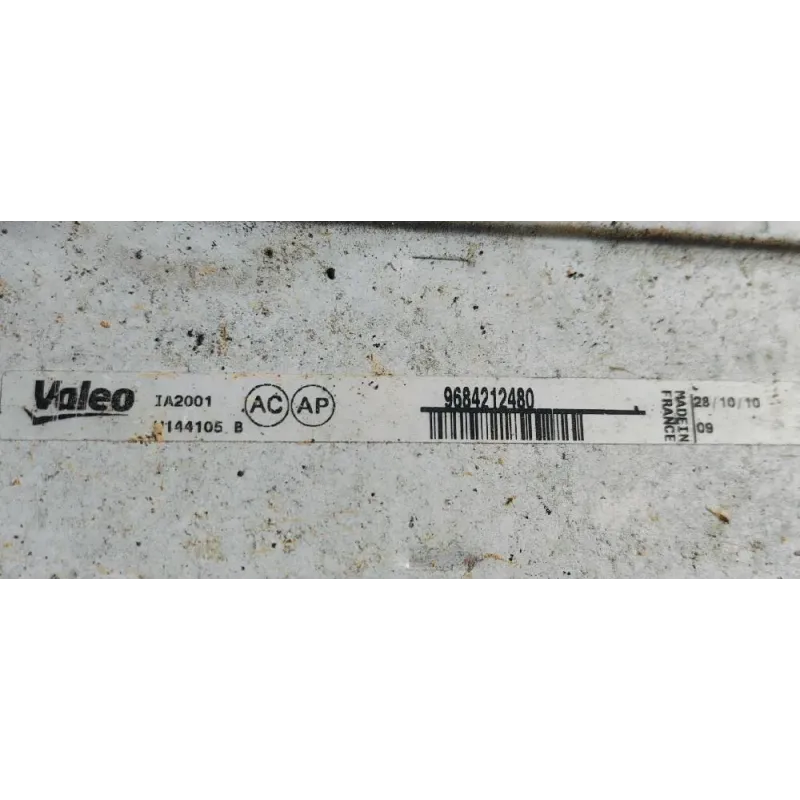 Valeo
IA2001
144105 B
AC
AP
9684212480
MADE IN
FRANCE
28/10/10
09